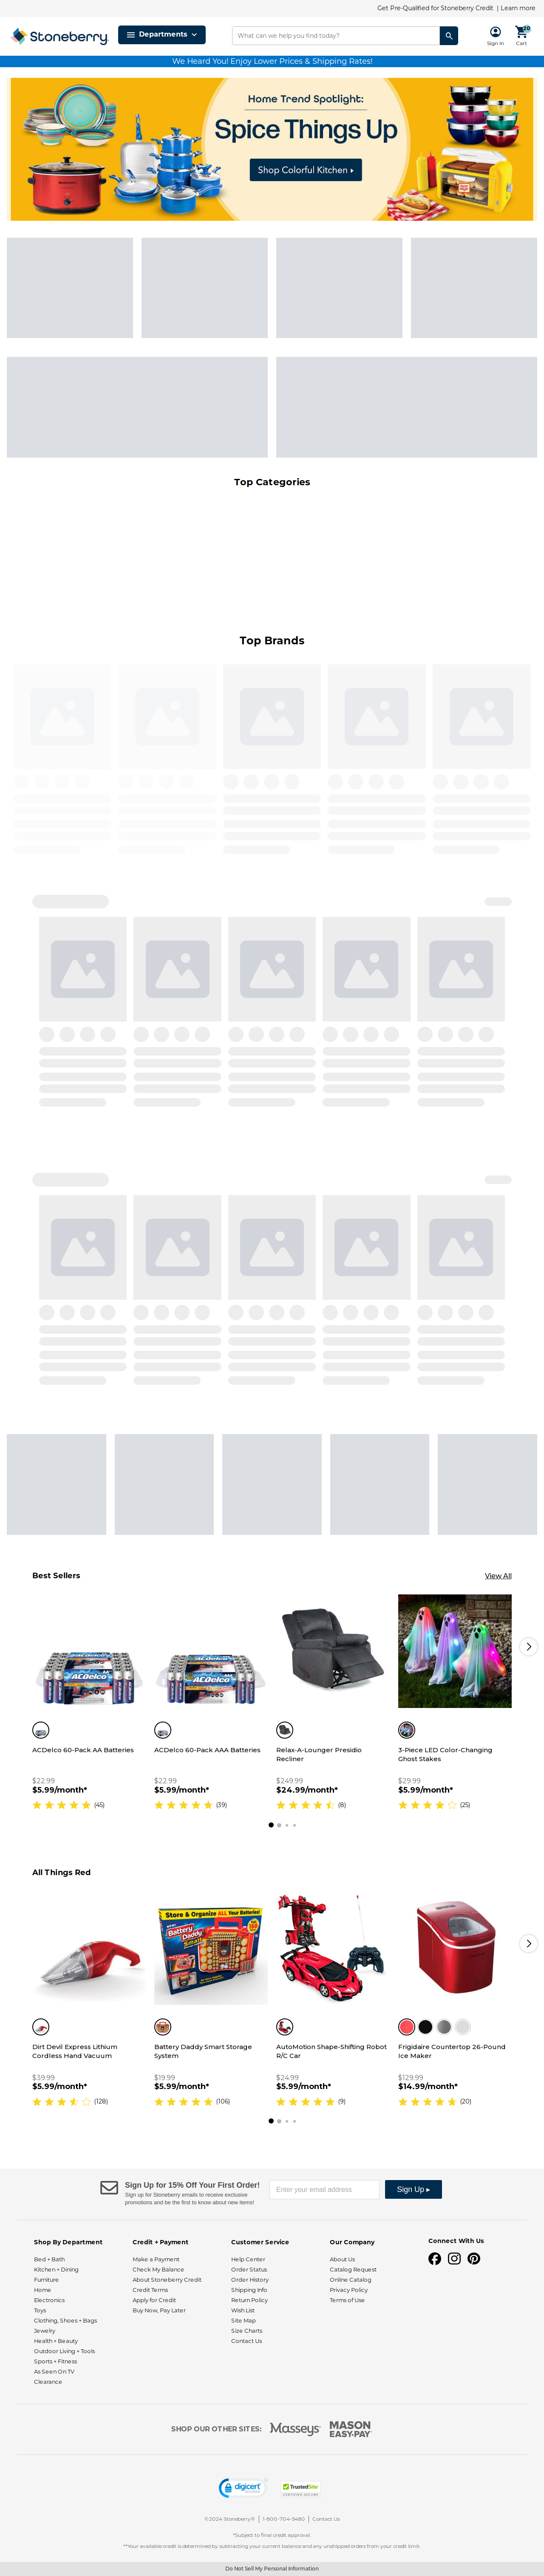 Get Pre-Qualified for Stoneberry Credit | Learn more
Stoneberry
Departments
What can we help you find today?
Sign In
20
Cart
We Heard You! Enjoy Lower Prices & Shipping Rates!
Home Trend Spotlight:
Spice Things Up
Shop Colorful Kitchen
Top Categories
Top Brands
Best Sellers
View All
ACDelco 60-Pack AA Batteries
$22.99
$5.99/month*
(45)
ACDelco 60-Pack AAA Batteries
$22.99
$5.99/month*
(39)
Relax-A-Lounger Presidio
Recliner
$249.99
$24.99/month*
(8)
3-Piece LED Color-Changing
Ghost Stakes
$29.99
$5.99/month*
(25)
All Things Red
Store & Organize ALL Your Batteries!
Battery Daddy
Smart
Dirt Devil Express Lithium
Cordless Hand Vacuum
$39.99
$5.99/month*
(128)
Battery Daddy Smart Storage
System
$19.99
$5.99/month*
(106)
AutoMotion Shape-Shifting Robot
R/C Car
$24.99
$5.99/month*
(9)
Frigidaire Countertop 26-Pound
Ice Maker
$129.99
$14.99/month*
(20)
Sign Up for 15% Off Your First Order!
Sign up for Stoneberry emails to receive exclusive
promotions and be the first to know about new items!
Enter your email address
Sign Up
Shop By Department
Bed + Bath
Kitchen + Dining
Furniture
Home
Electronics
Toys
Clothing, Shoes + Bags
Jewelry
Health + Beauty
Outdoor Living + Tools
Sports + Fitness
As Seen On TV
Clearance
Credit + Payment
Make a Payment
Check My Balance
About Stoneberry Credit
Credit Terms
Apply for Credit
Buy Now, Pay Later
Customer Service
Help Center
Order Status
Order History
Shipping Info
Return Policy
Wish List
Site Map
Size Charts
Contact Us
Our Company
About Us
Catalog Request
Online Catalog
Privacy Policy
Terms of Use
Connect With Us
SHOP OUR OTHER SITES:
Masseys
MASON
EASY-PAY
digicert
TrustedSite
CERTIFIED SECURE
©2024 Stoneberry® | 1-800-704-5480 | Contact Us
*Subject to final credit approval.
**Your available credit is determined by subtracting your current balance and any unshipped orders from your credit limit.
Do Not Sell My Personal Information